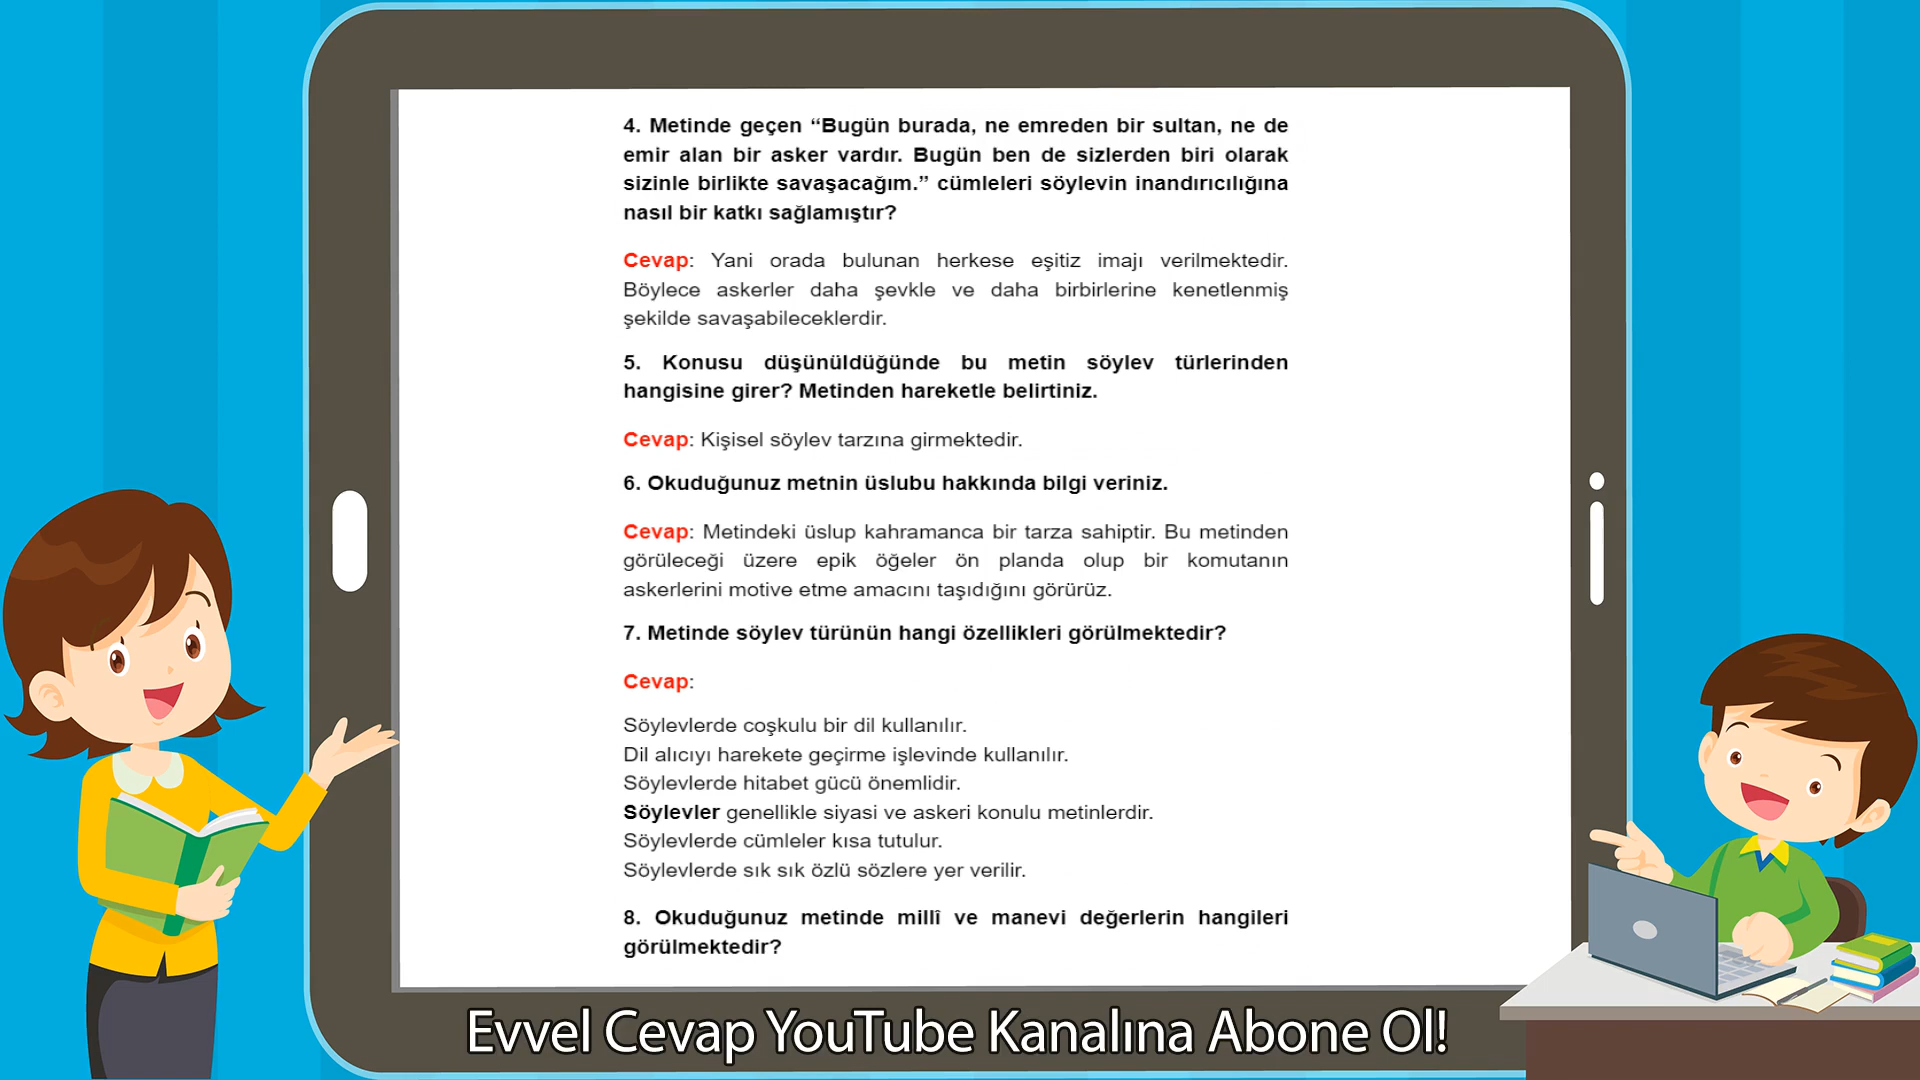 4. Metinde geçen “Bugün burada, ne emreden bir sultan, ne de
emir alan bir asker vardır. Bugün ben de sizlerden biri olarak
sizinle birlikte savaşacağım.” cümleleri söylevin inandırıcılığına
nasıl bir katkı sağlamıştır?
Cevap: Yani orada bulunan herkese eşitiz imajı verilmektedir.
Böylece askerler daha şevkle ve daha birbirlerine kenetlenmiş
şekilde savaşabileceklerdir.
5. Konusu düşünüldüğünde bu metin söylev türlerinden
hangisine girer? Metinden hareketle belirtiniz.
Cevap: Kişisel söylev tarzına girmektedir.
6. Okuduğunuz metnin üslubu hakkında bilgi veriniz.
Cevap: Metindeki üslup kahramanca bir tarza sahiptir. Bu metinden
görüleceği üzere epik öğeler ön planda olup bir komutanın
askerlerini motive etme amacını taşıdığını görürüz.
7. Metinde söylev türünün hangi özellikleri görülmektedir?
Cevap:
Söylevlerde coşkulu bir dil kullanılır.
Dil alıcıyı harekete geçirme işlevinde kullanılır.
Söylevlerde hitabet gücü önemlidir.
Söylevler genellikle siyasi ve askeri konulu metinlerdir.
Söylevlerde cümleler kısa tutulur.
Söylevlerde sık sık özlü sözlere yer verilir.
8. Okuduğunuz metinde millî ve manevi değerlerin hangileri
görülmektedir?
Evvel Cevap YouTube Kanalına Abone Ol!